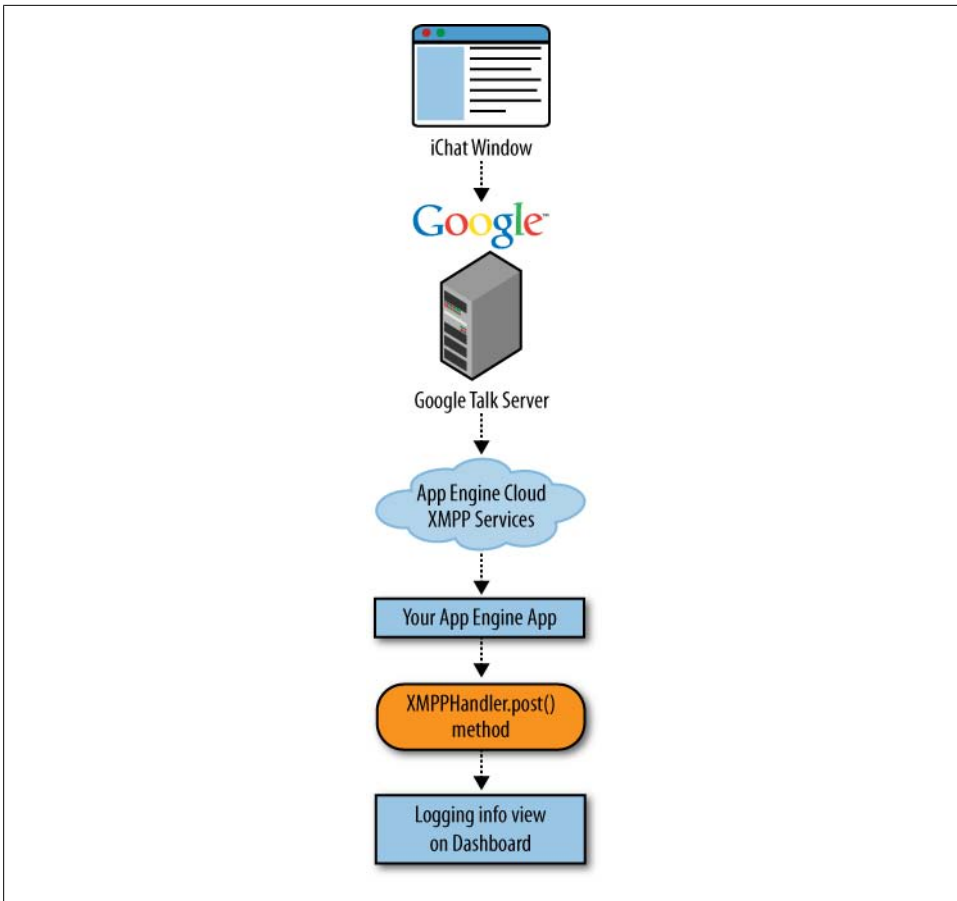 iChat Window
Google™
Google Talk Server
App Engine Cloud
XMPP Services
Your App Engine App
XMPPHandler.post()
method
Logging info view
on Dashboard